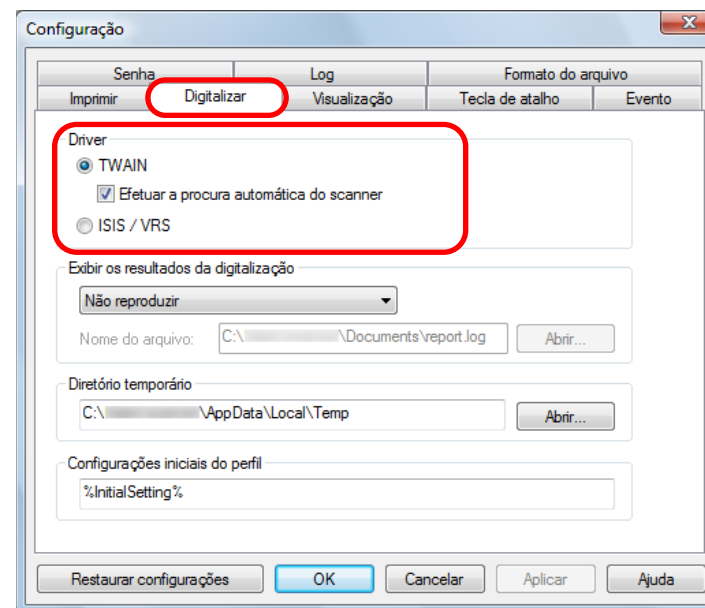 Configuração
Senha Log Formato do arquivo
Imprimir Digitalizar Visualização Tecla de atalho Evento
Driver
TWAIN
Efetuar a procura automática do scanner
ISIS / VRS
Exibir os resultados da digitalização
Não reproduzir
Nome do arquivo: C:\ \Documents\report.log Abrir...
Diretório temporário
C:\ \AppData\Local\Temp Abrir...
Configurações iniciais do perfil
%InitialSetting%
Restaurar configurações OK Cancelar Aplicar Ajuda